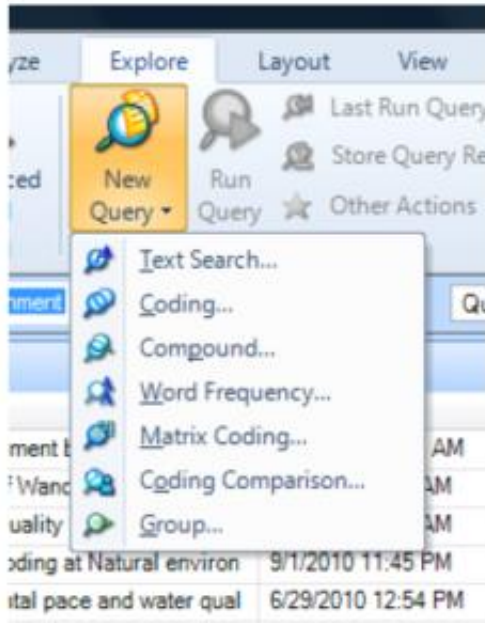 yze Explore Layout View
Last Run Query
Store Query Re
Other Actions
ced
New Query
Run Query
Text Search...
nment
Coding...
Qu
Compound...
Word Frequency...
Matrix Coding...
Coding Comparison...
Group...
ment b AM
f Wand AM
uality AM
oding at Natural environ 9/1/2010 11:45 PM
ital pace and water qual 6/29/2010 12:54 PM